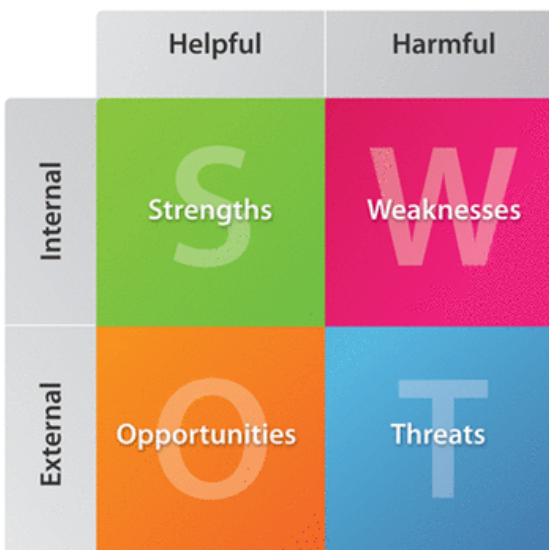 Helpful
Harmful
Internal
S
Strengths
W
Weaknesses
External
O
Opportunities
T
Threats